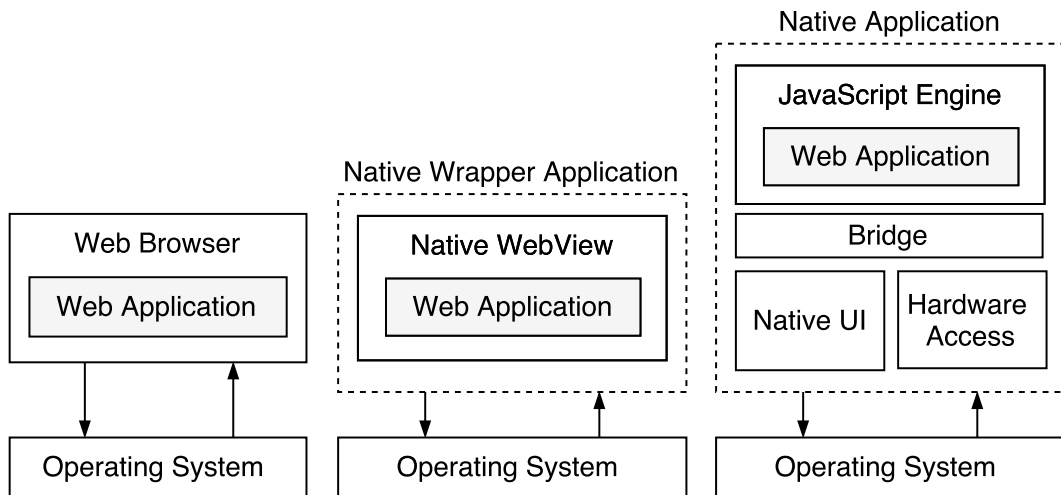 Web Browser
Web Application
Operating System
Native Wrapper Application
Native WebView
Web Application
Operating System
Native Application
JavaScript Engine
Web Application
Bridge
Native UI
Hardware
Access
Operating System